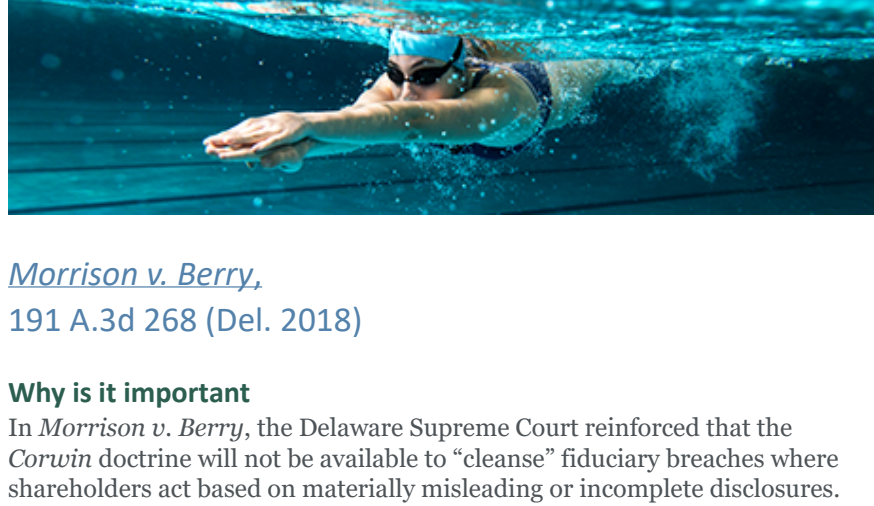 Morrison v. Berry,
191 A.3d 268 (Del. 2018)
Why is it important
In Morrison v. Berry, the Delaware Supreme Court reinforced that the
Corwin doctrine will not be available to “cleanse” fiduciary breaches where
shareholders act based on materially misleading or incomplete disclosures.